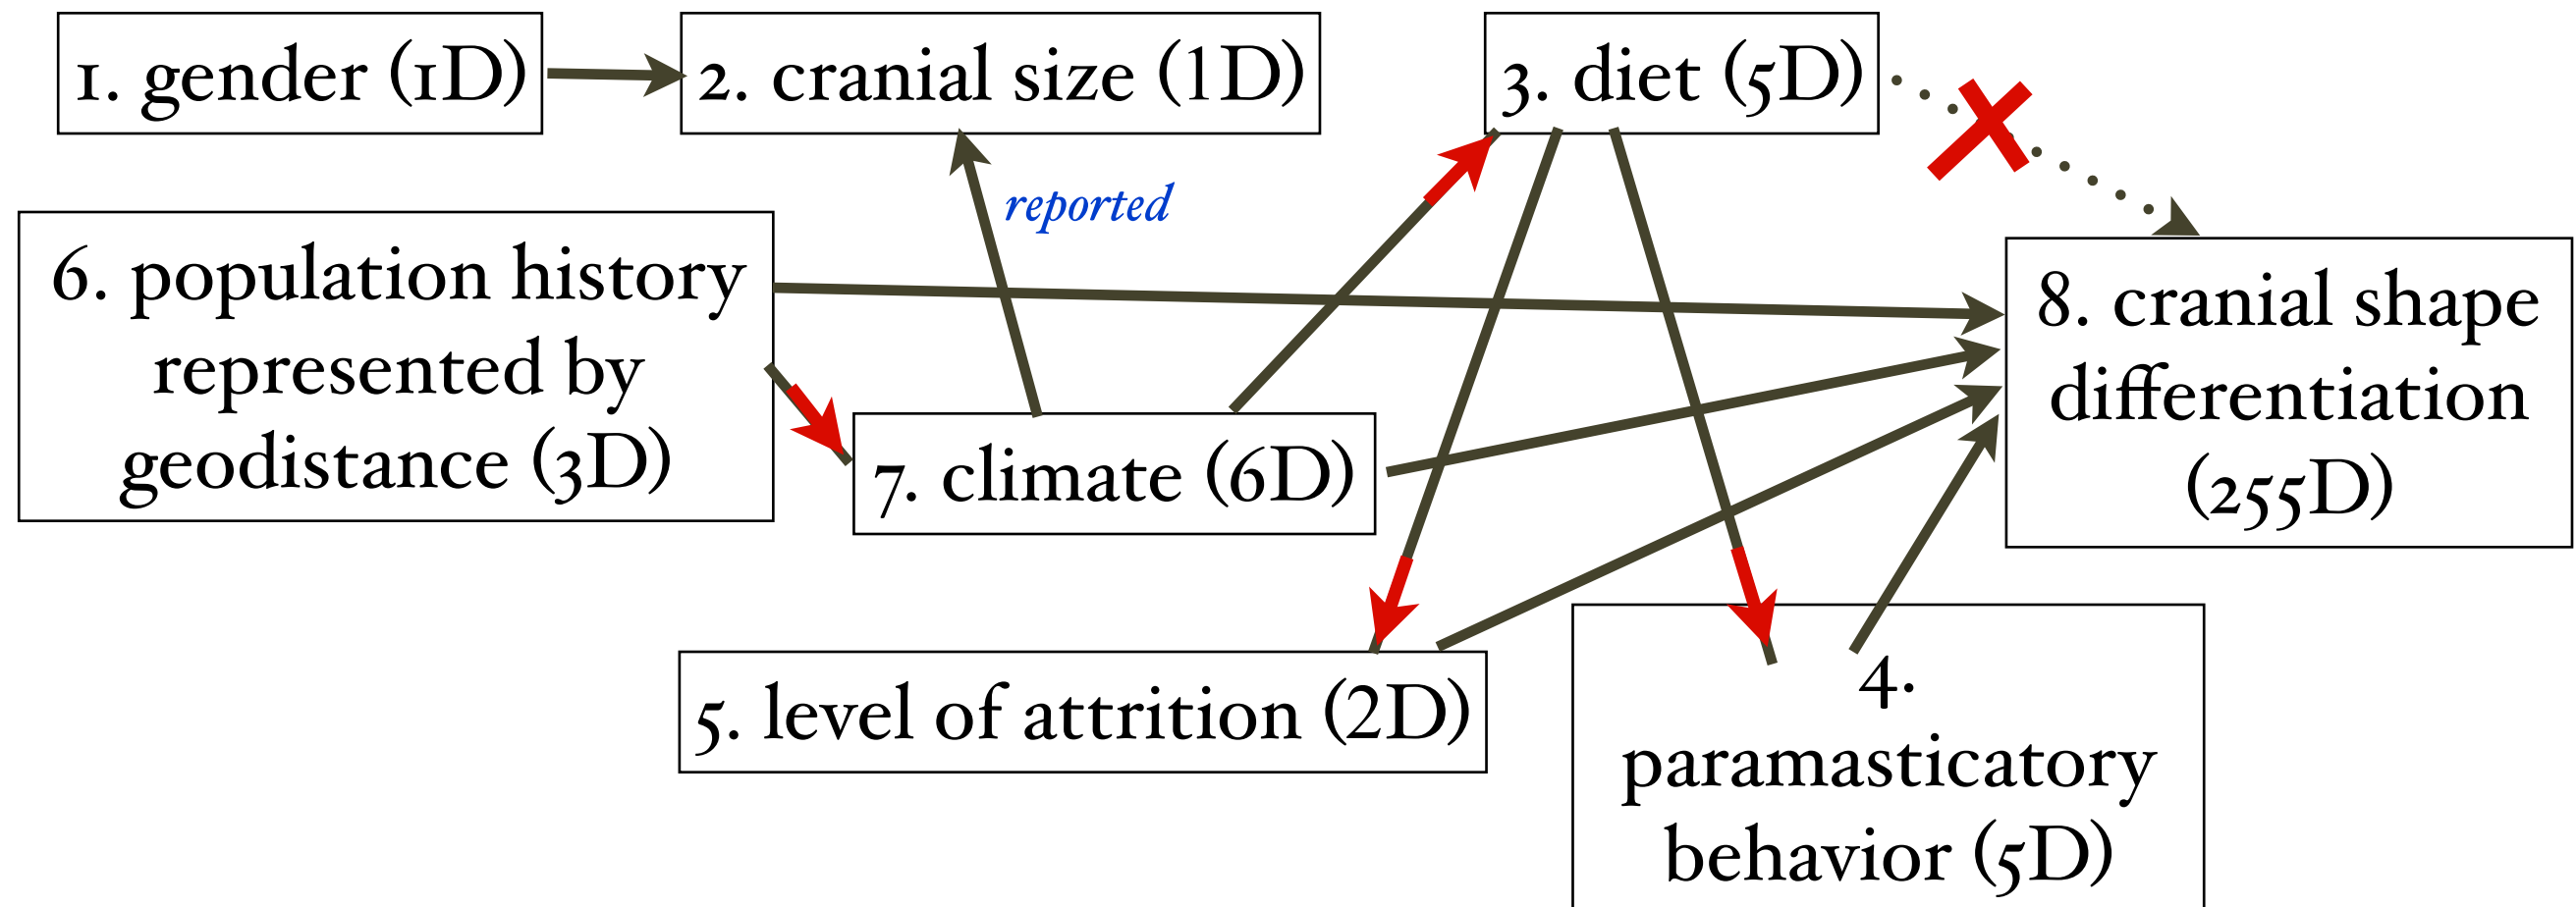 1. gender (1D)
2. cranial size (1D)
3. diet (5D)
reported
6. population history
represented by
geodistance (3D)
7. climate (6D)
8. cranial shape
differentiation
(255D)
5. level of attrition (2D)
4.
paramasticatory
behavior (5D)